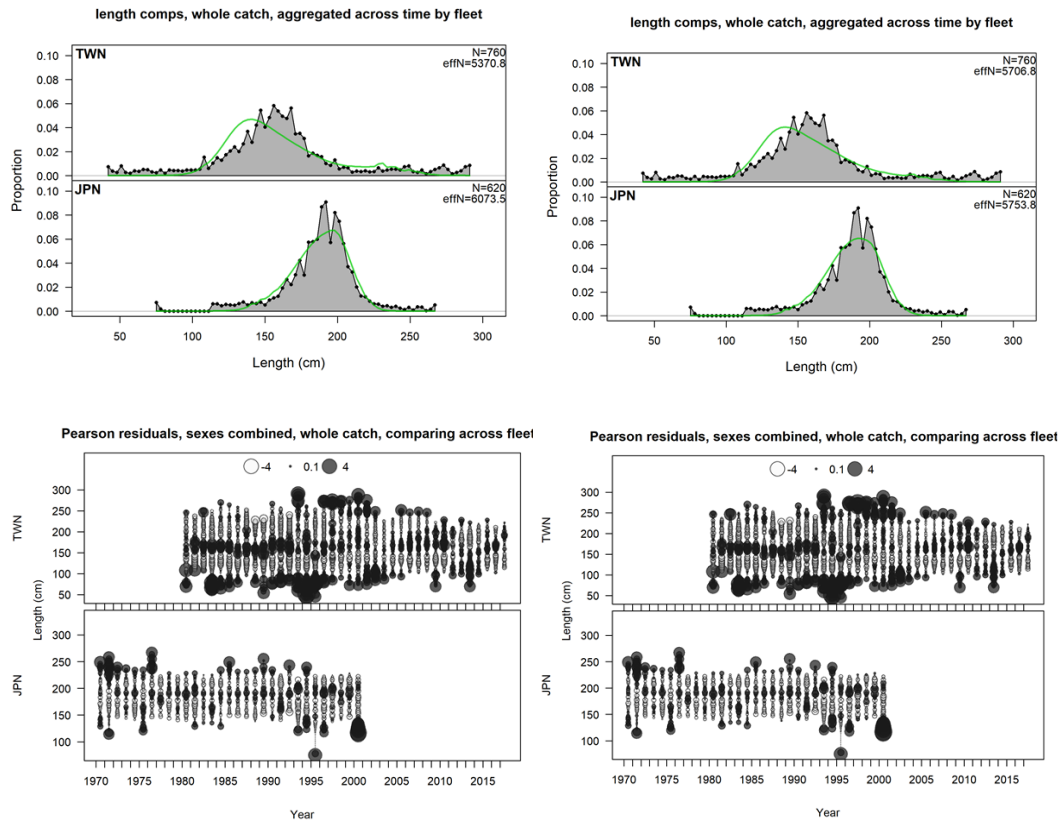 length comps, whole catch, aggregated across time by fleet
TWN
N=760
effN=5370.8
0.10
0.08
0.06
0.04
0.02
0.00
JPN
N=620
effN=6073.5
0.10
0.08
0.06
0.04
0.02
0.00
Proportion
50 100 150 200 250 300
Length (cm)
length comps, whole catch, aggregated across time by fleet
TWN
N=760
effN=5706.8
0.10
0.08
0.06
0.04
0.02
0.00
JPN
N=620
effN=5753.8
0.10
0.08
0.06
0.04
0.02
0.00
Proportion
50 100 150 200 250 300
Length (cm)
Pearson residuals, sexes combined, whole catch, comparing across fleet
-4 0.1 4
TWN
300
250
200
150
100
50
Length (cm)
JPN
300
250
200
150
100
1970 1975 1980 1985 1990 1995 2000 2005 2010 2015
Year
Pearson residuals, sexes combined, whole catch, comparing across fleet
-4 0.1 4
TWN
300
250
200
150
100
50
Length (cm)
JPN
300
250
200
150
100
1970 1975 1980 1985 1990 1995 2000 2005 2010 2015
Year